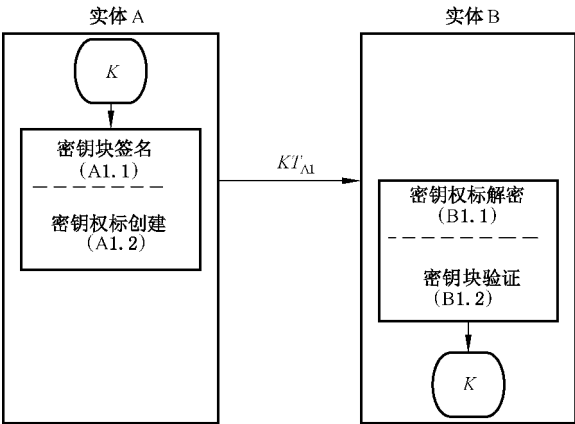 实体 A
实体 B
K
密钥块签名
(A1.1)
密钥权标创建
(A1.2)
KT_A1
密钥权标解密
(B1.1)
密钥块验证
(B1.2)
K